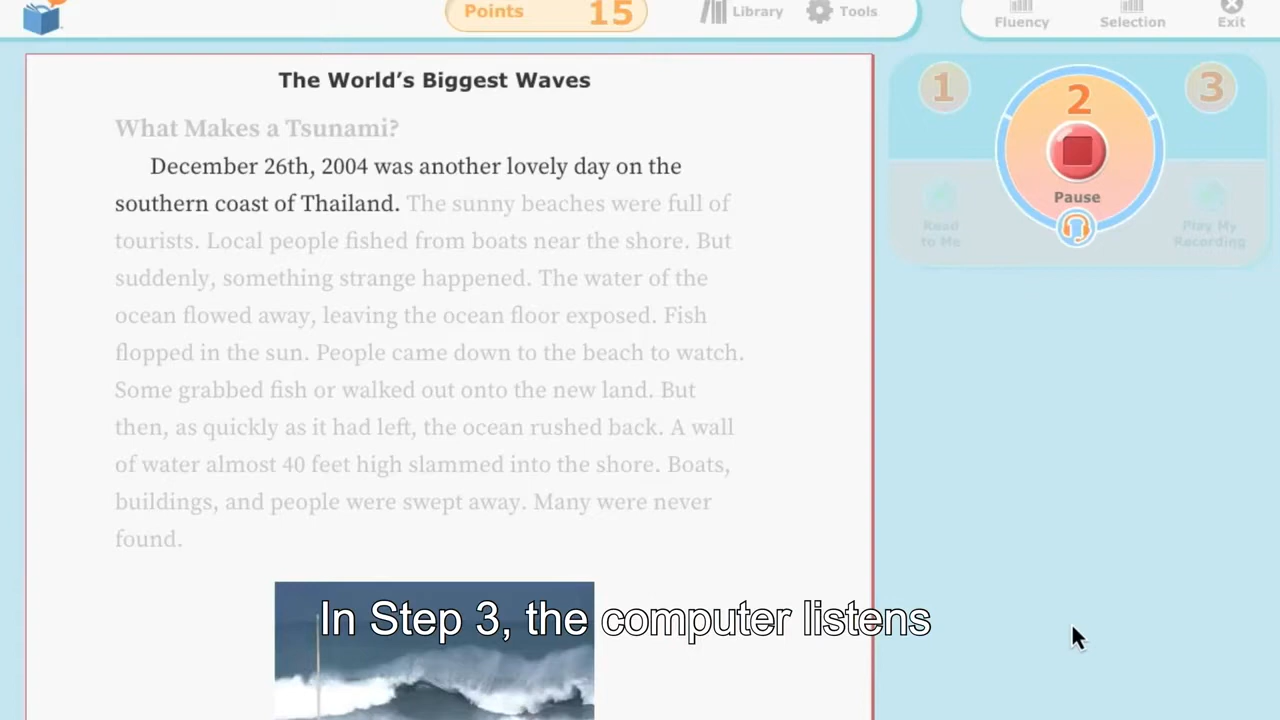 Points 15
Library
Tools
Fluency
Selection
Exit
The World's Biggest Waves
What Makes a Tsunami?
December 26th, 2004 was another lovely day on the
southern coast of Thailand. The sunny beaches were full of
tourists. Local people fished from boats near the shore. But
suddenly, something strange happened. The water of the
ocean flowed away, leaving the ocean floor exposed. Fish
flopped in the sun. People came down to the beach to watch.
Some grabbed fish or walked out onto the new land. But
then, as quickly as it had left, the ocean rushed back. A wall
of water almost 40 feet high slammed into the shore. Boats,
buildings, and people were swept away. Many were never
found.
1
2
3
Pause
Read
to Me
Play My
Recording
In Step 3, the computer listens